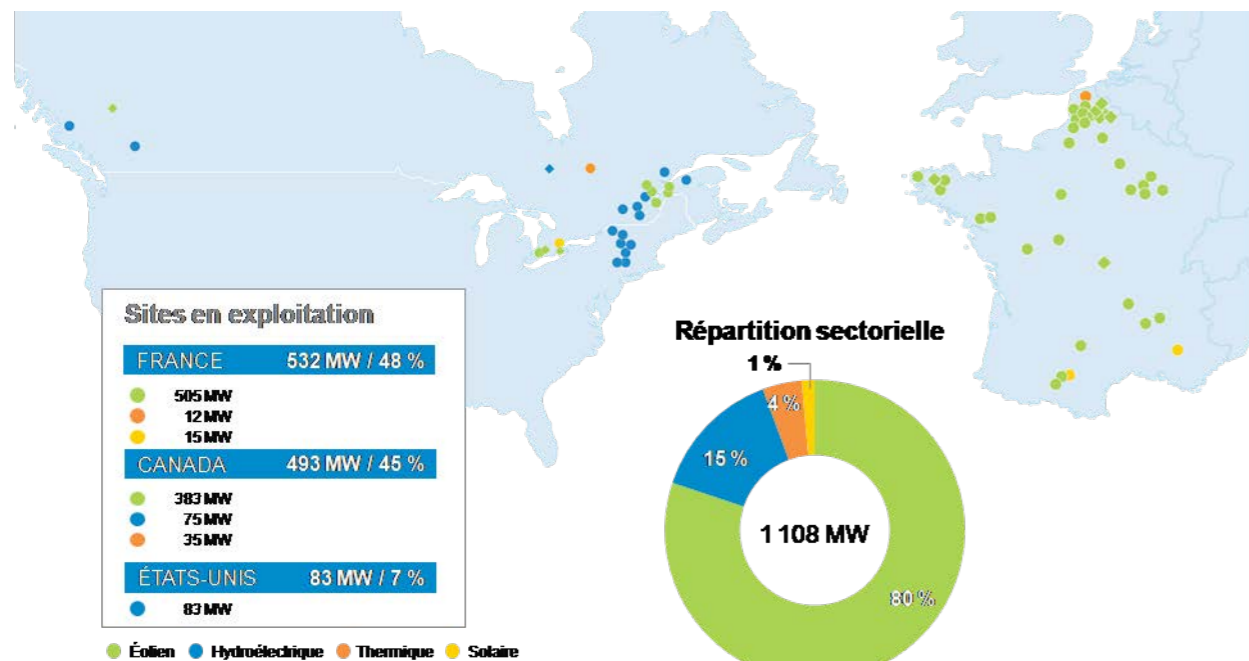 Sites en exploitation
FRANCE 532 MW / 48 %
505 MW
12 MW
15 MW
CANADA 493 MW / 45 %
383 MW
75 MW
35 MW
ÉTATS-UNIS 83 MW / 7 %
83 MW
Éolien Hydroélectrique Thermique Solaire
Répartition sectorielle
1 %
4 %
15 %
1 108 MW
80 %